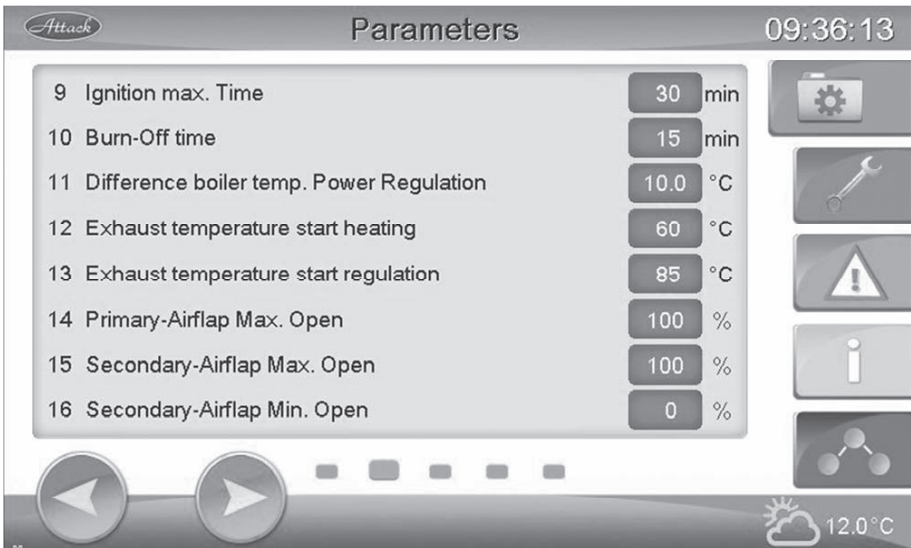 Attack
Parameters
09:36:13
9 Ignition max. Time 30 min
10 Burn-Off time 15 min
11 Difference boiler temp. Power Regulation 10.0 °C
12 Exhaust temperature start heating 60 °C
13 Exhaust temperature start regulation 85 °C
14 Primary-Airflap Max. Open 100 %
15 Secondary-Airflap Max. Open 100 %
16 Secondary-Airflap Min. Open 0 %
12.0°C